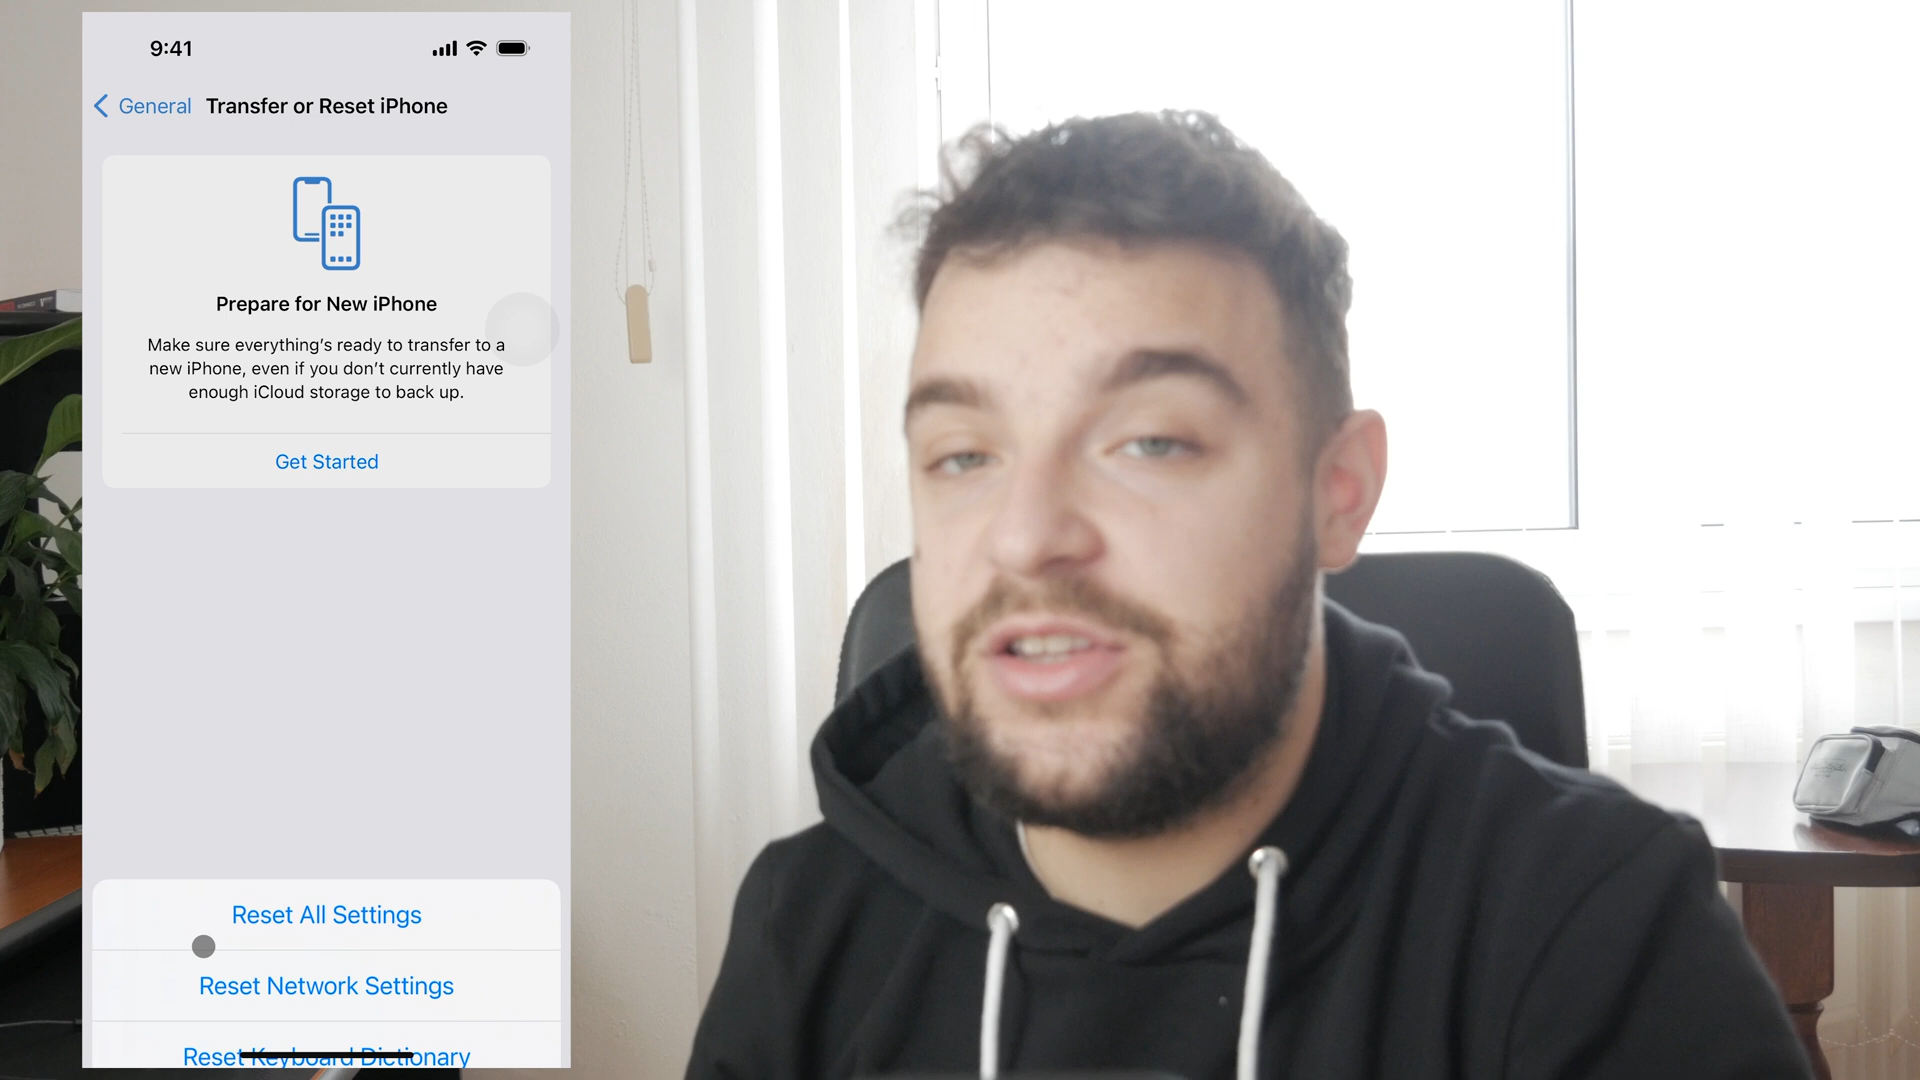 9:41
General Transfer or Reset iPhone
Prepare for New iPhone
Make sure everything's ready to transfer to a
new iPhone, even if you don't currently have
enough iCloud storage to back up.
Get Started
Reset All Settings
Reset Network Settings
Reset Keyboard Dictionary